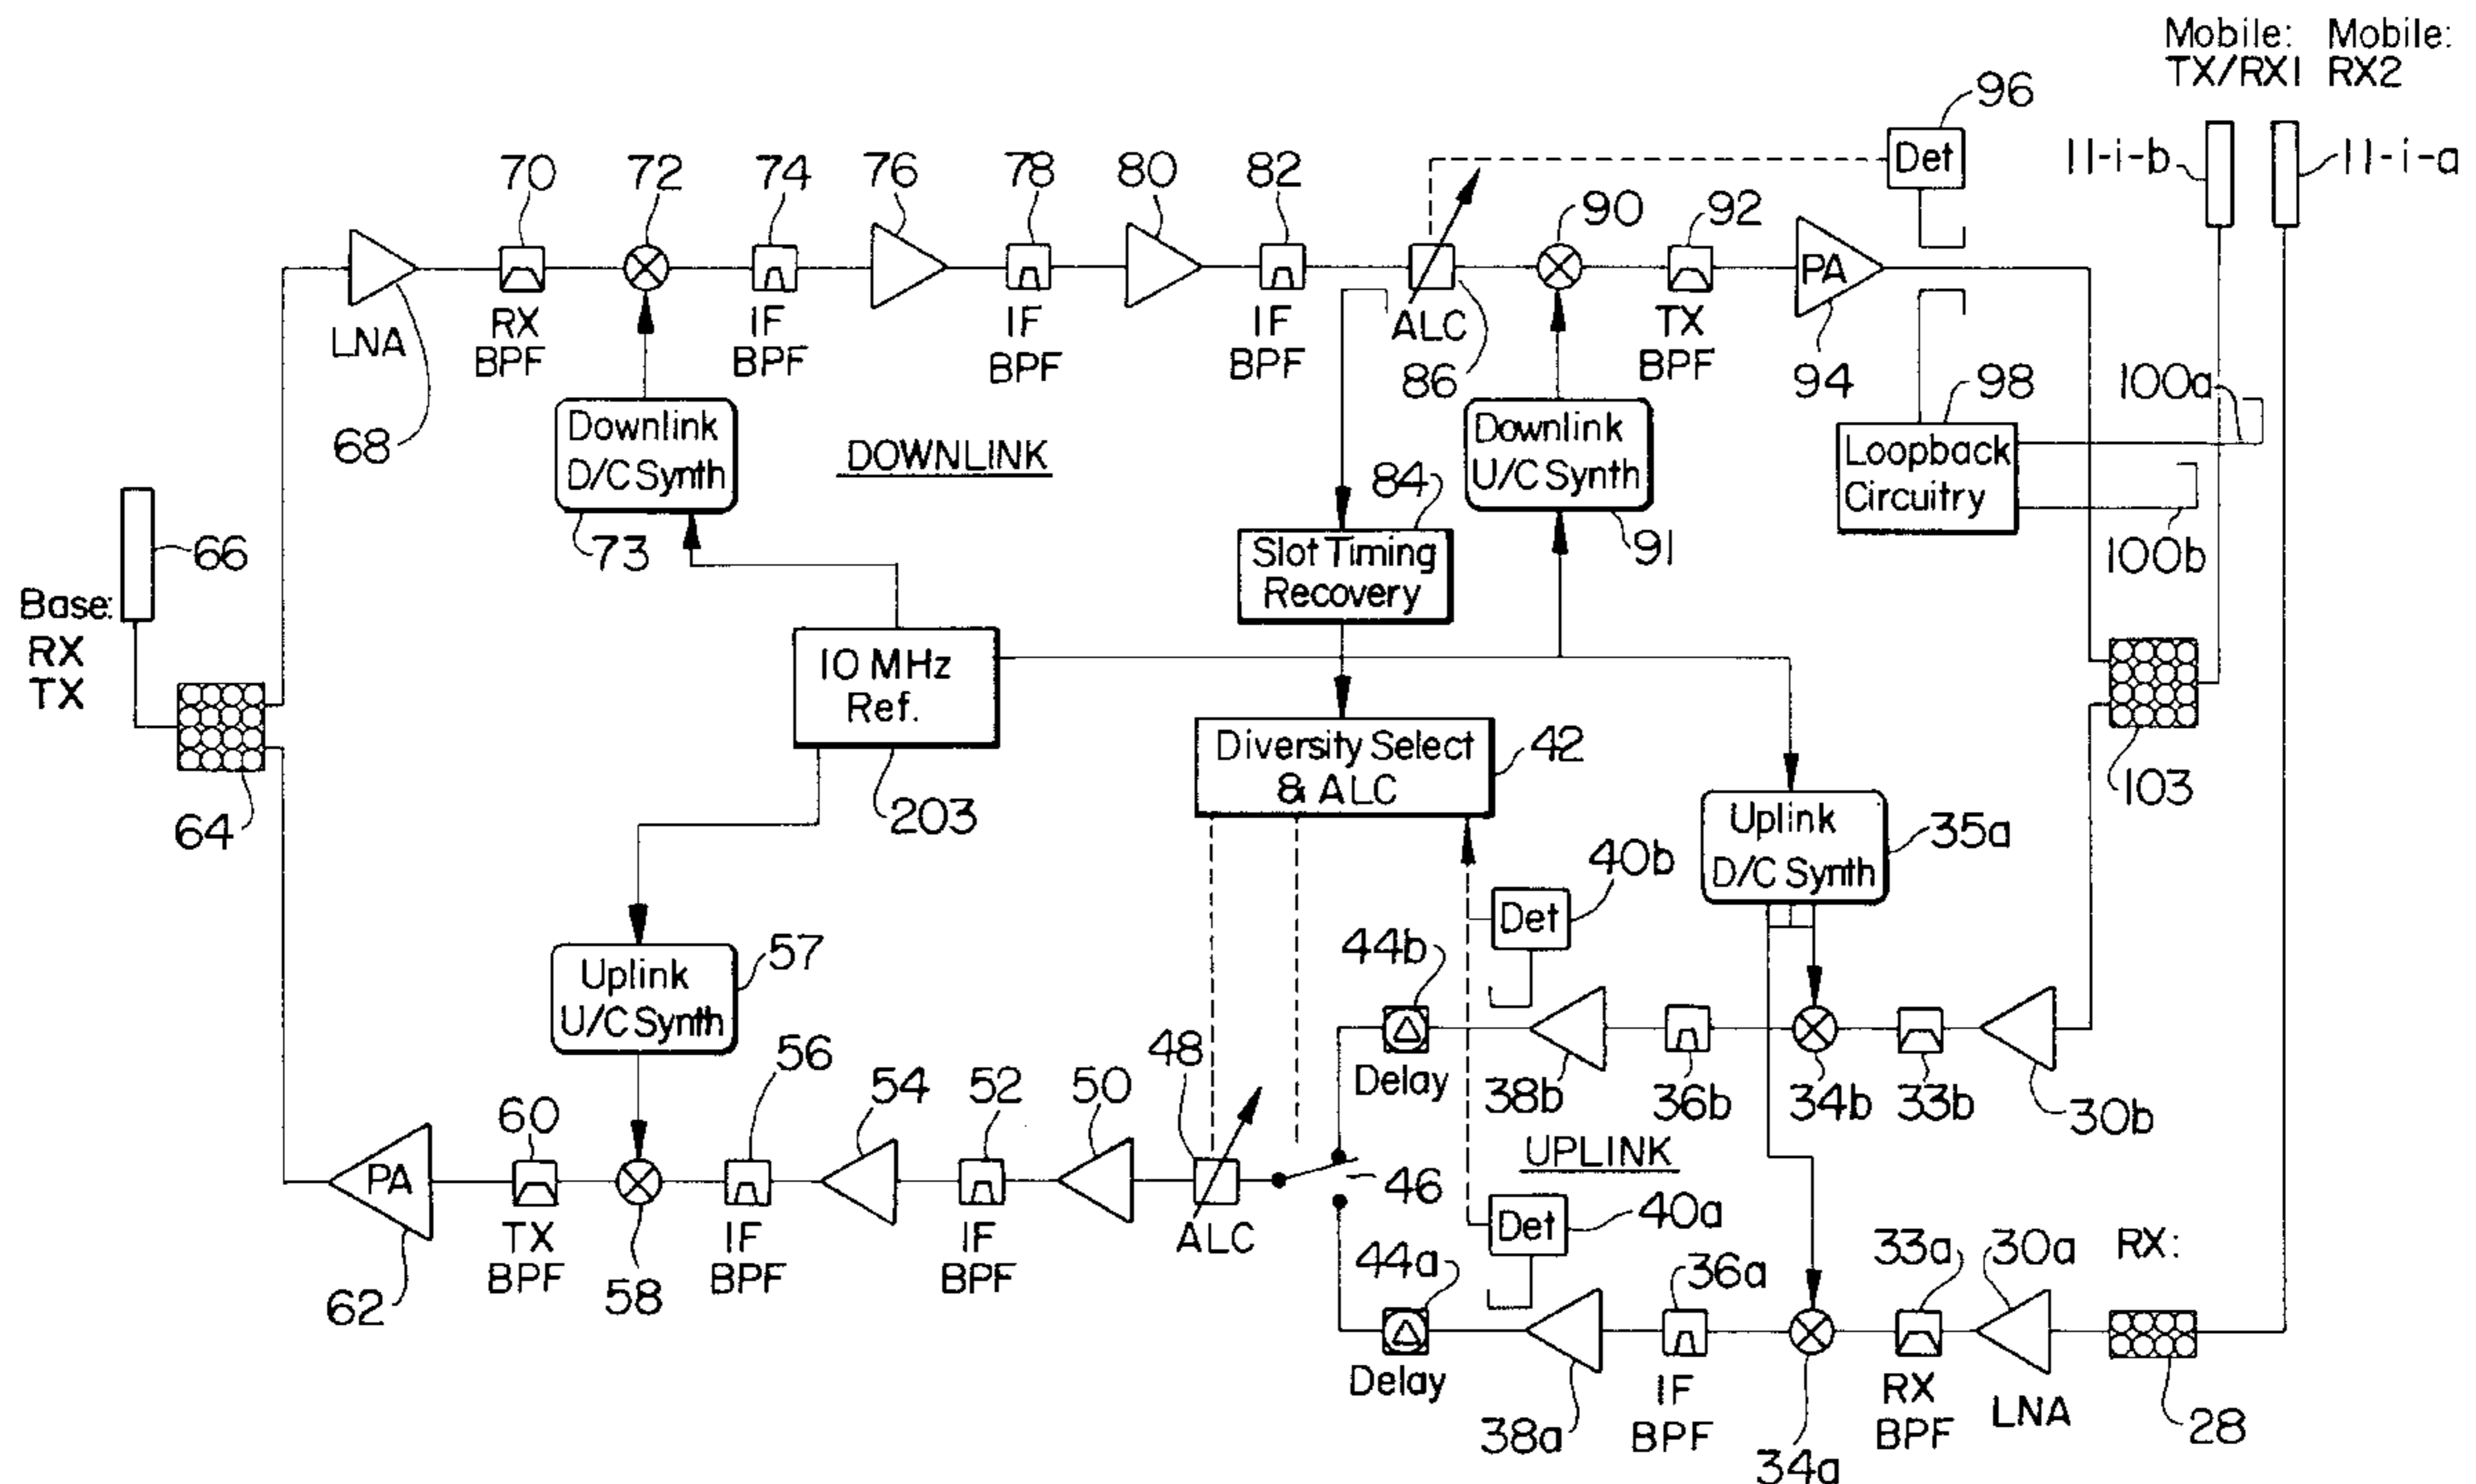 Mobile: Mobile:
TX/RX1 RX2
96
Det
11-i-b
11-i-a
70
72
74
76
78
80
82
90
92
PA
LNA
RX
BPF
IF
BPF
IF
BPF
IF
BPF
ALC
TX
BPF
68
86
94
98
100a
Downlink
D/C Synth
DOWNLINK
Downlink
U/C Synth
Loopback
Circuitry
84
73
91
100b
66
Slot Timing
Recovery
Base:
RX
TX
10 MHz
Ref.
Diversity Select
& ALC
42
103
64
203
Uplink
D/C Synth
35a
40b
Det
44b
57
Uplink
U/C Synth
Delay
38b
36b
34b
33b
30b
60
56
54
52
50
48
46
UPLINK
PA
TX
BPF
IF
BPF
IF
BPF
ALC
62
58
Det
40a
44a
36a
33a
30a
RX:
Delay
38a
IF
BPF
34a
RX
BPF
LNA
28